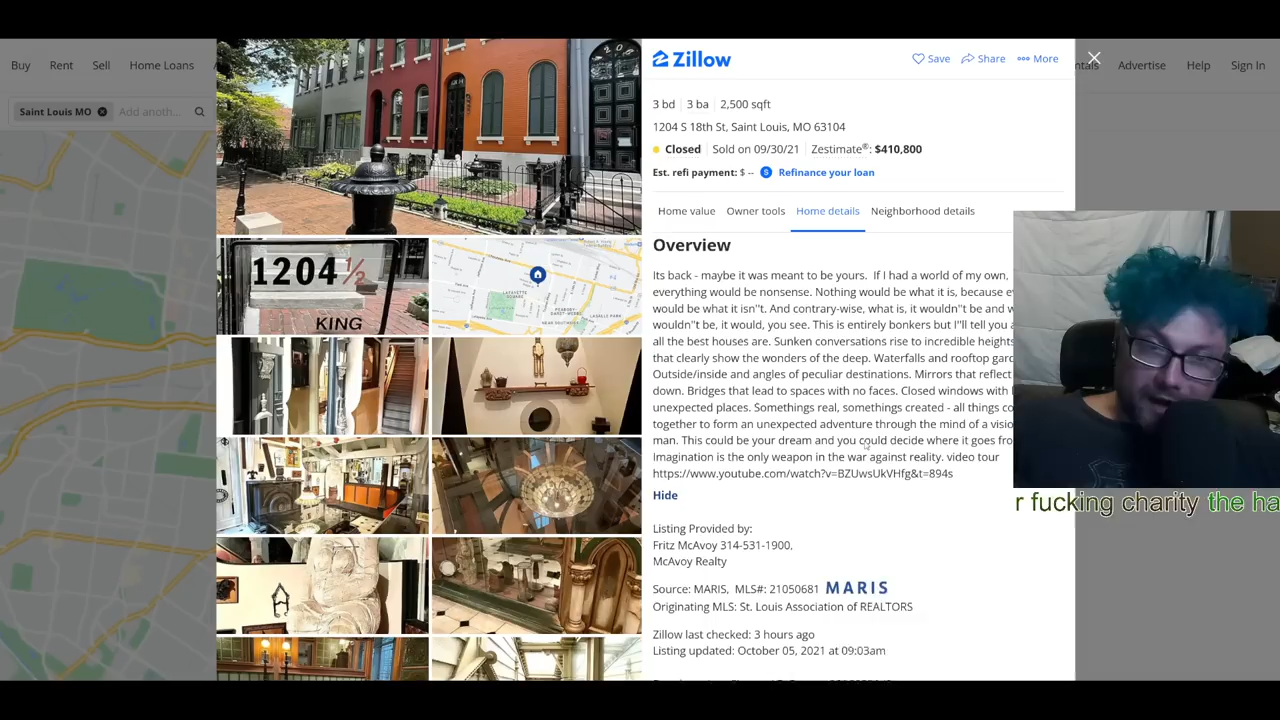 Buy Rent Sell Home Loans
Zillow
Save Share More
Advertise Help Sign In
Saint Louis MO Add anoth...
3 bd 3 ba 2,500 sqft
1204 S 18th St, Saint Louis, MO 63104
Closed Sold on 09/30/21 Zestimate®: $410,800
Est. refi payment: $ -- Refinance your loan
Home value Owner tools Home details Neighborhood details
Overview
Its back - maybe it was meant to be yours. If I had a world of my own,
everything would be nonsense. Nothing would be what it is, because
would be what it isn''t. And contrary-wise, what is, it wouldn''t be and
wouldn''t be, it would, you see. This is entirely bonkers but I''ll tell you
all the best houses are. Sunken conversations rise to incredible heights
that clearly show the wonders of the deep. Waterfalls and rooftop
Outside/inside and angles of peculiar destinations. Mirrors that reflect
down. Bridges that lead to spaces with no faces. Closed windows with
unexpected places. Somethings real, somethings created - all things
together to form an unexpected adventure through the mind of a
man. This could be your dream and you could decide where it goes
Imagination is the only weapon in the war against reality. video tour
https://www.youtube.com/watch?v=BZUwsUkVHfg&t=894s
Hide
Listing Provided by:
Fritz McAvoy 314-531-1900,
McAvoy Realty
Source: MARIS, MLS#: 21050681 MARIS
Originating MLS: St. Louis Association of REALTORS
Zillow last checked: 3 hours ago
Listing updated: October 05, 2021 at 09:03am
1204 1/2
KING
206
LAFAYETTE SQUARE
r fucking charity the ha